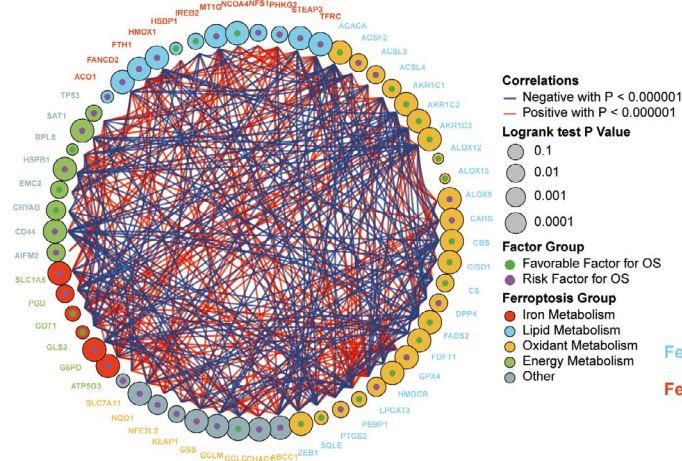 MT1G NCOA4 NFS1 PHKG2 STEAP3 TFRC
IREB2
HSBP1
HMOX1
FTH1
FANCD2
ACO1
TP53
SAT1
RPL8
HSPB1
EMC2
CRYAB
CD44
AIFM2
SLC1A5
PGD
GOT1
GLS2
G6PD
ATP5G3
SLC7A11
NQO1
NFE2L2
KEAP1
GSS
GCLM
GCLC
CHAC1
ABCC1
ZEB1
SQLE
PTGS2
PEBP1
LPCAT3
HMGCR
GPX4
FDFT1
FADS2
DPP4
CS
CISD1
CBS
CARS
ALOX5
ALOX15
ALOX12
AKR1C3
AKR1C2
AKR1C1
ACSL4
ACSL3
ACSF2
ACACA
Correlations
Negative with P < 0.000001
Positive with P < 0.000001
Logrank test P Value
0.1
0.01
0.001
0.0001
Factor Group
Favorable Factor for OS
Risk Factor for OS
Ferroptosis Group
Iron Metabolism
Lipid Metabolism
Oxidant Metabolism
Energy Metabolism
Other
Fe
Fe